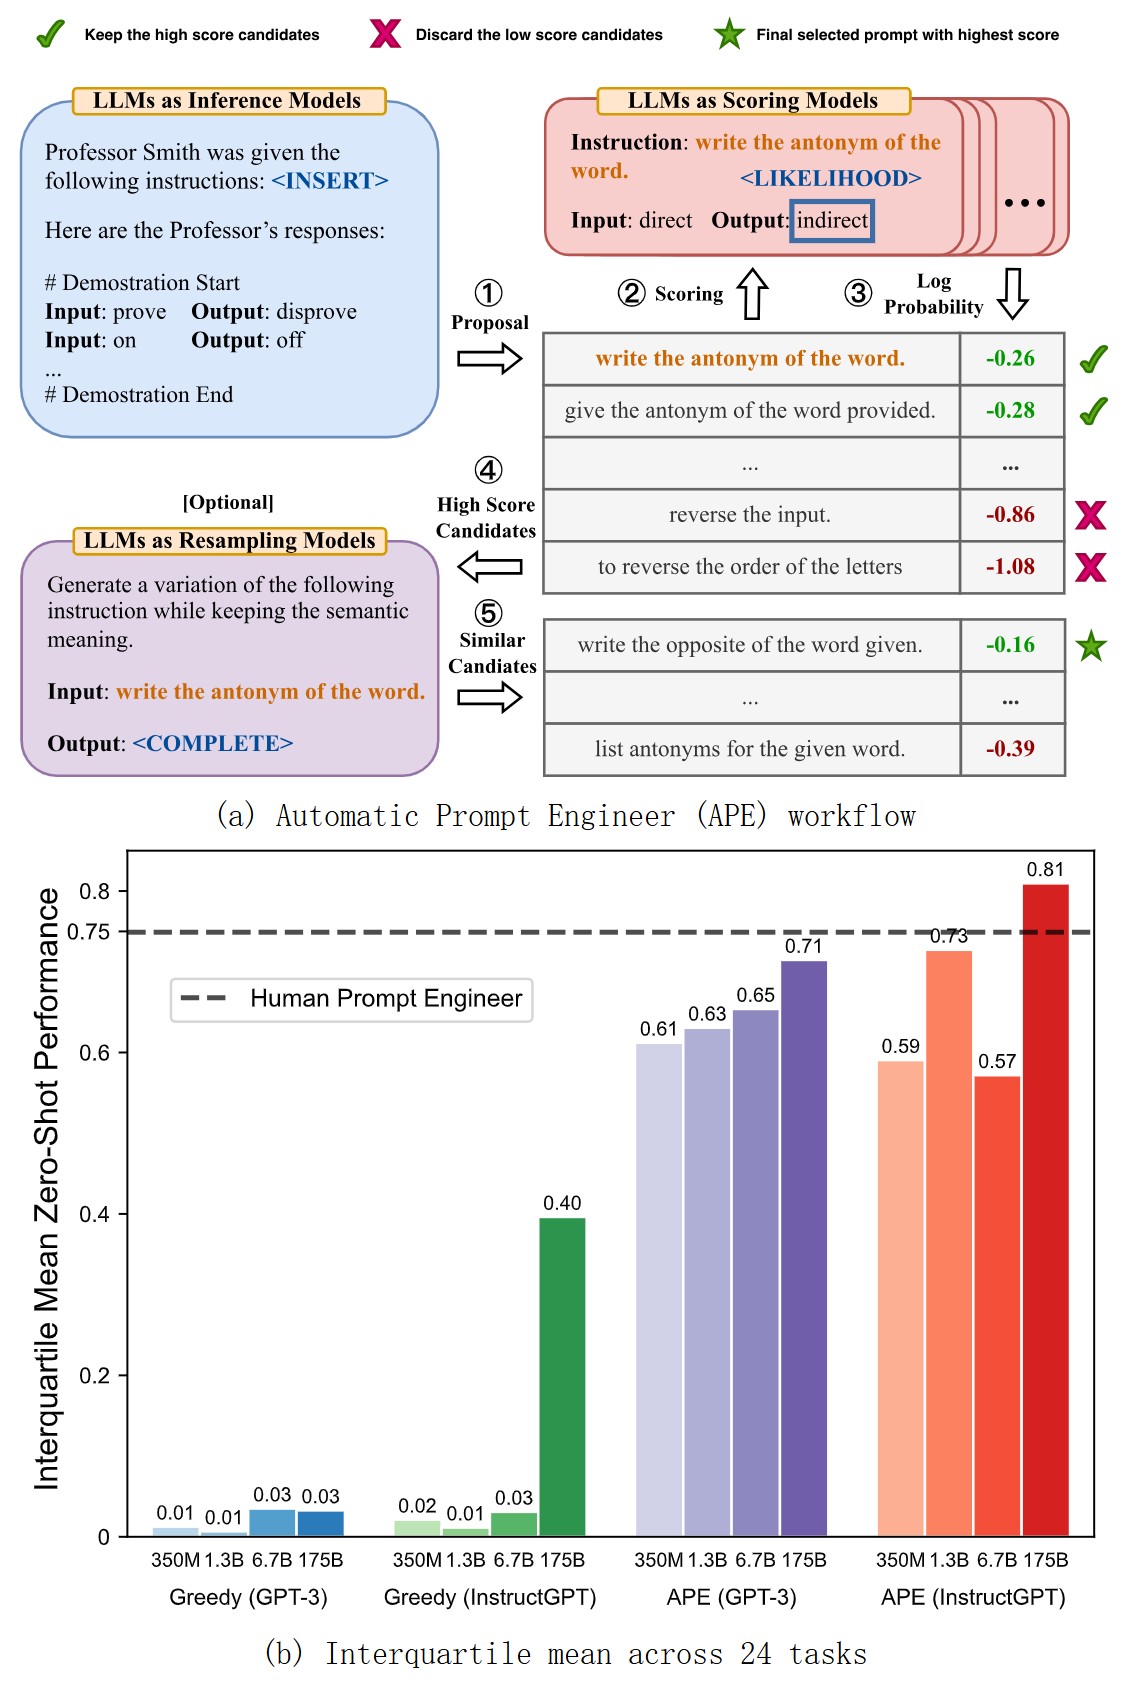 Keep the high score candidates
Discard the low score candidates
Final selected prompt with highest score
LLMs as Inference Models
Professor Smith was given the
following instructions: <INSERT>
Here are the Professor's responses:
# Demostration Start
Input: prove Output: disprove
Input: on Output: off
...
# Demostration End
LLMs as Scoring Models
Instruction: write the antonym of the
word.
<LIKELIHOOD>
Input: direct Output: indirect
...
① Proposal
② Scoring
③ Log
Probability
write the antonym of the word. -0.26
give the antonym of the word provided. -0.28
... ...
reverse the input. -0.86
to reverse the order of the letters -1.08
④
High Score
Candidates
[Optional]
LLMs as Resampling Models
Generate a variation of the following
instruction while keeping the semantic
meaning.
Input: write the antonym of the word.
Output: <COMPLETE>
⑤
Similar
Candiates
write the opposite of the word given. -0.16
... ...
list antonyms for the given word. -0.39
(a) Automatic Prompt Engineer (APE) workflow
Interquartile Mean Zero-Shot Performance
0.8
0.75
0.6
0.4
0.2
0
Human Prompt Engineer
0.01 0.01 0.03 0.03
0.02 0.01 0.03 0.40
0.61 0.63 0.65 0.71
0.59 0.73 0.57 0.81
350M 1.3B 6.7B 175B 350M 1.3B 6.7B 175B 350M 1.3B 6.7B 175B 350M 1.3B 6.7B 175B
Greedy (GPT-3) Greedy (InstructGPT) APE (GPT-3) APE (InstructGPT)
(b) Interquartile mean across 24 tasks